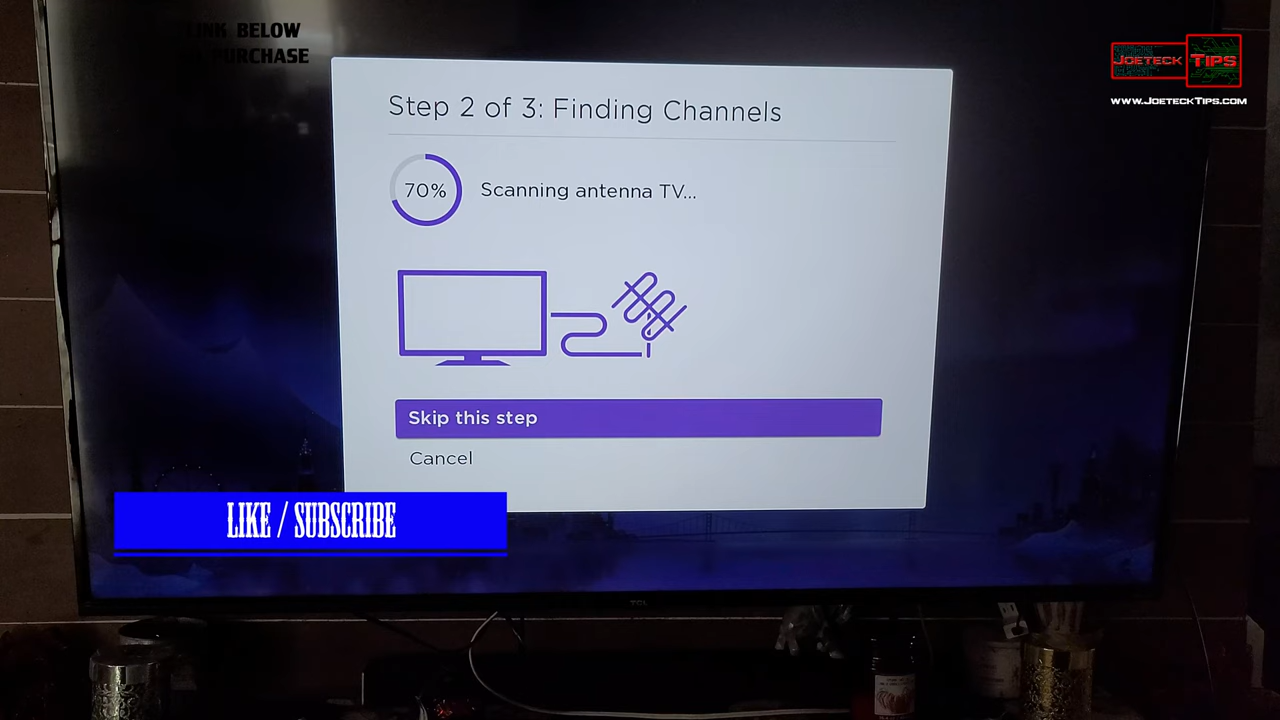 LINK BELOW
PURCHASE
JOETECK TIPS
WWW.JOETECKTIPS.COM
Step 2 of 3: Finding Channels
70%
Scanning antenna TV...
Skip this step
Cancel
LIKE / SUBSCRIBE
TCL